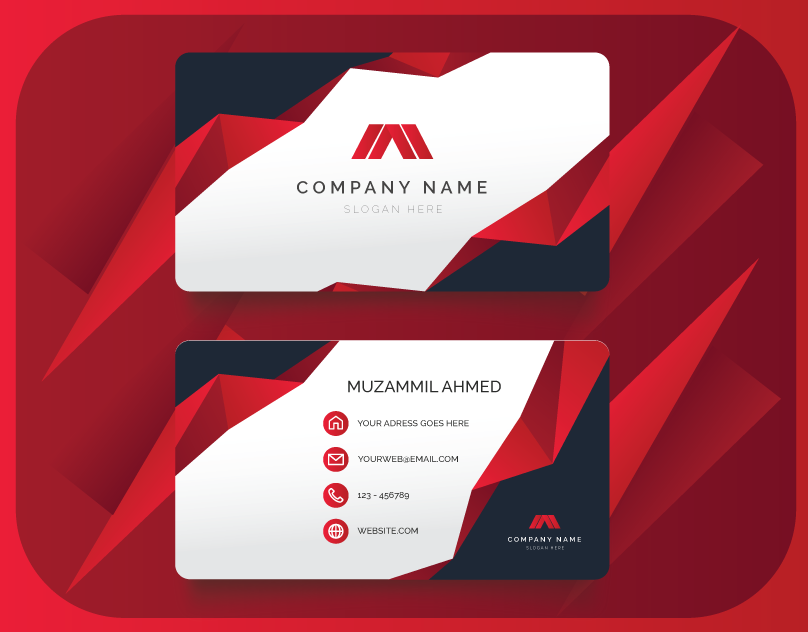 COMPANY NAME
SLOGAN HERE
MUZAMMIL AHMED
YOUR ADRESS GOES HERE
YOURWEB@EMAIL.COM
123 - 456789
WEBSITE.COM
COMPANY NAME
SLOGAN HERE